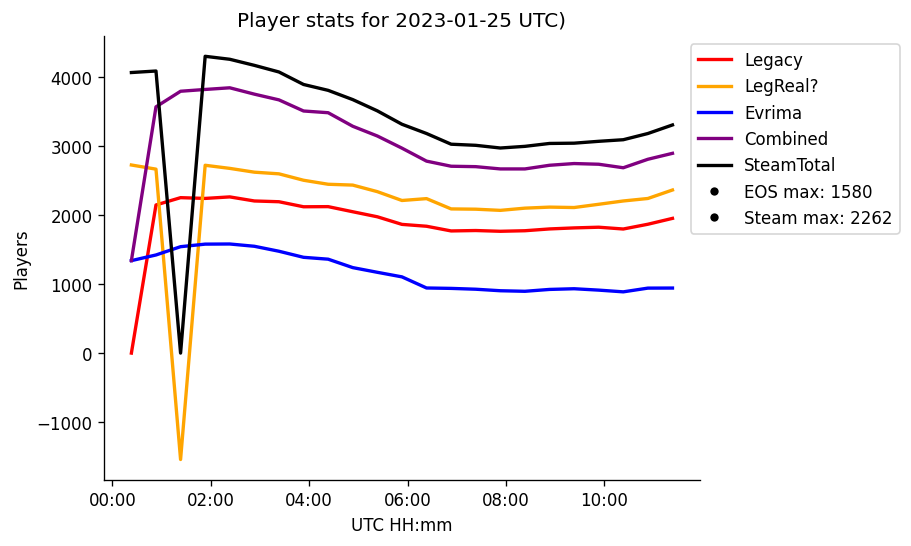 Player stats for 2023-01-25 UTC)
Players
4000
3000
2000
1000
0
−1000
00:00 02:00 04:00 06:00 08:00 10:00
UTC HH:mm
Legacy
LegReal?
Evrima
Combined
SteamTotal
EOS max: 1580
Steam max: 2262